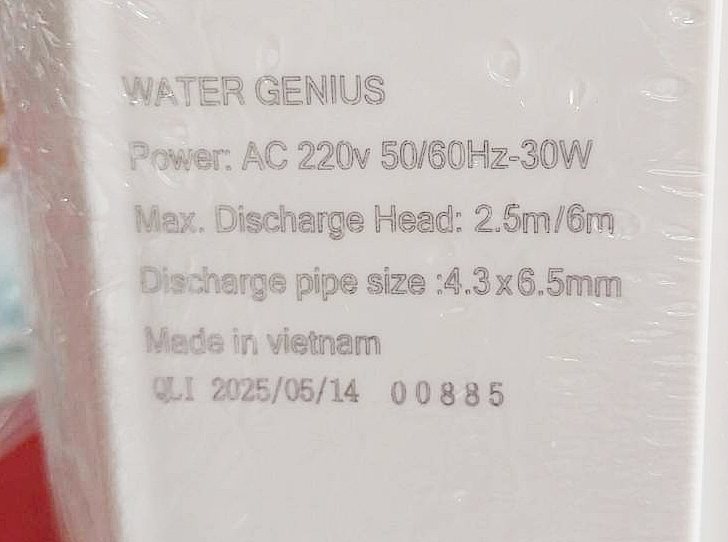 WATER GENIUS
Power: AC 220v 50/60Hz-30W
Max. Discharge Head: 2.5m/6m
Discharge pipe size :4.3x6.5mm
Made in vietnam
QLI 2025/05/14 00885